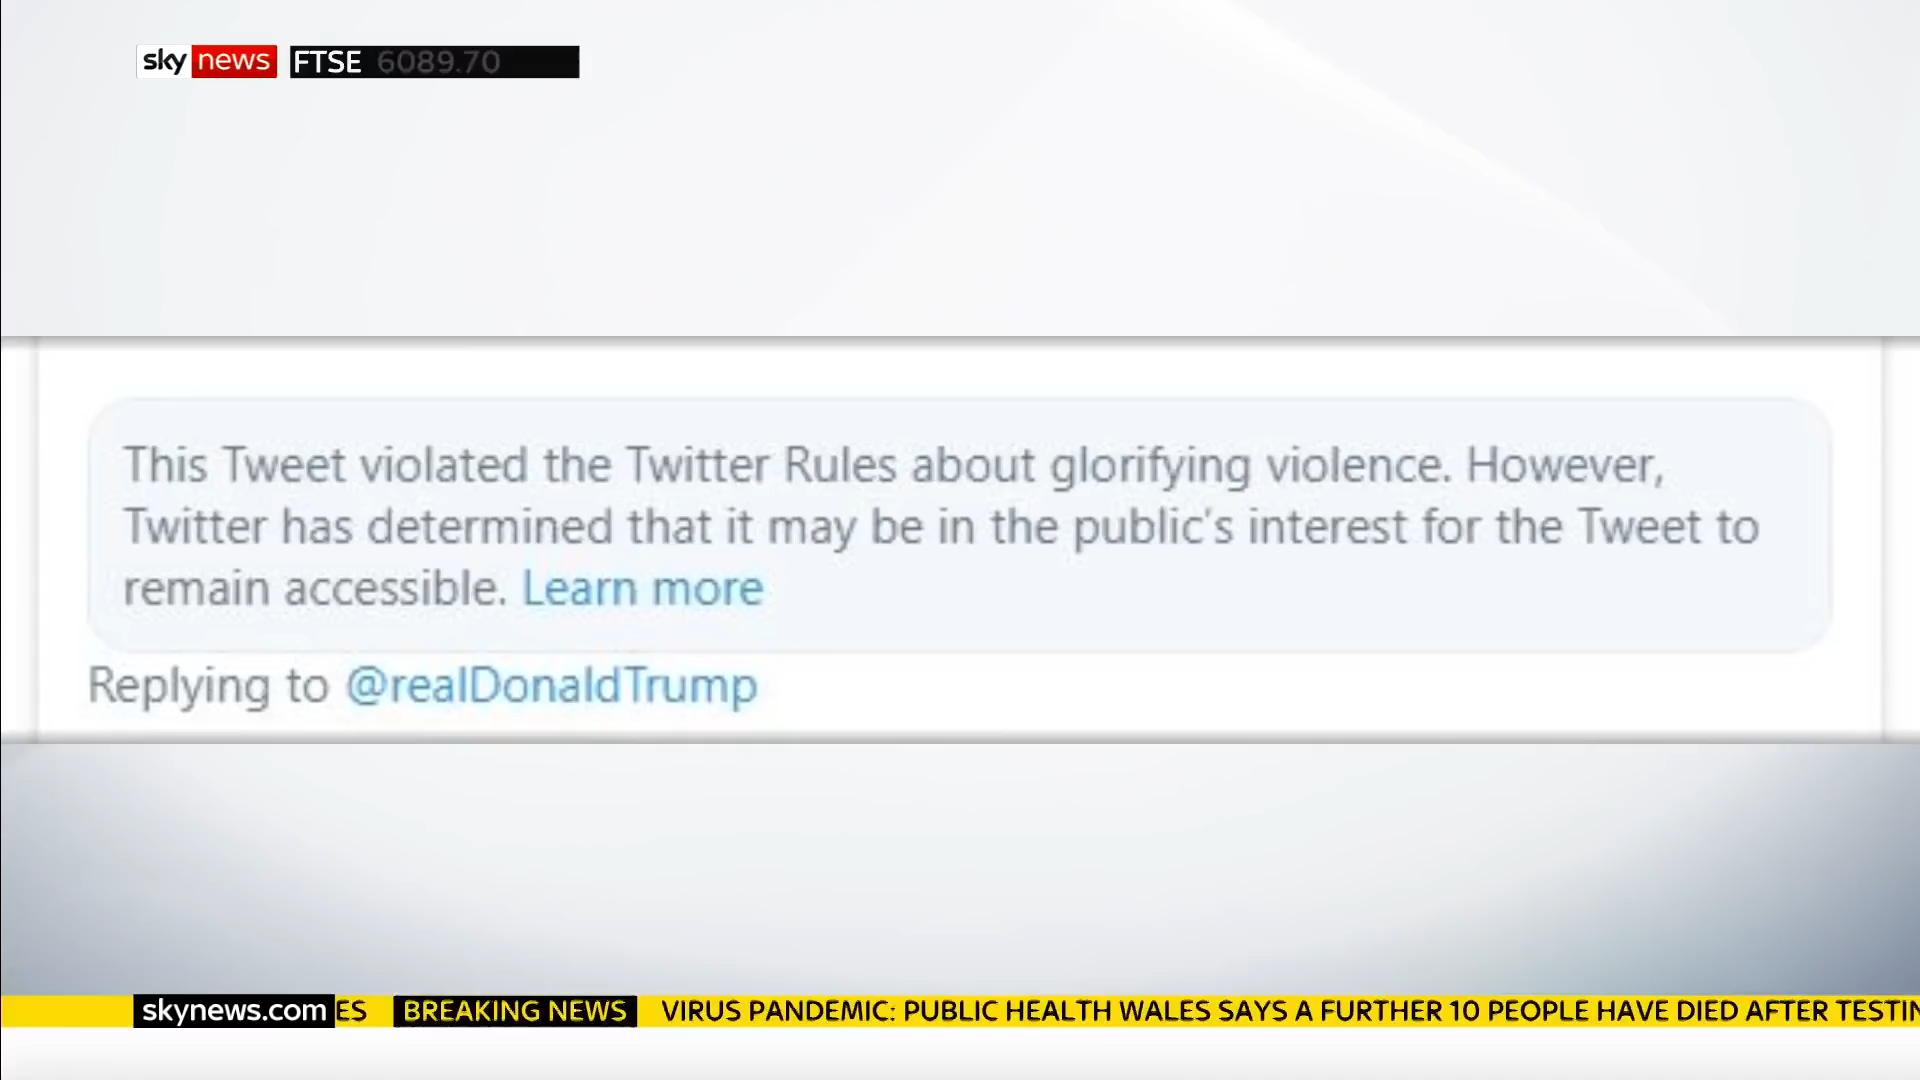 sky news FTSE 6089.70
This Tweet violated the Twitter Rules about glorifying violence. However,
Twitter has determined that it may be in the public's interest for the Tweet to
remain accessible. Learn more
Replying to @realDonaldTrump
skynews.com ES BREAKING NEWS VIRUS PANDEMIC: PUBLIC HEALTH WALES SAYS A FURTHER 10 PEOPLE HAVE DIED AFTER TESTIN